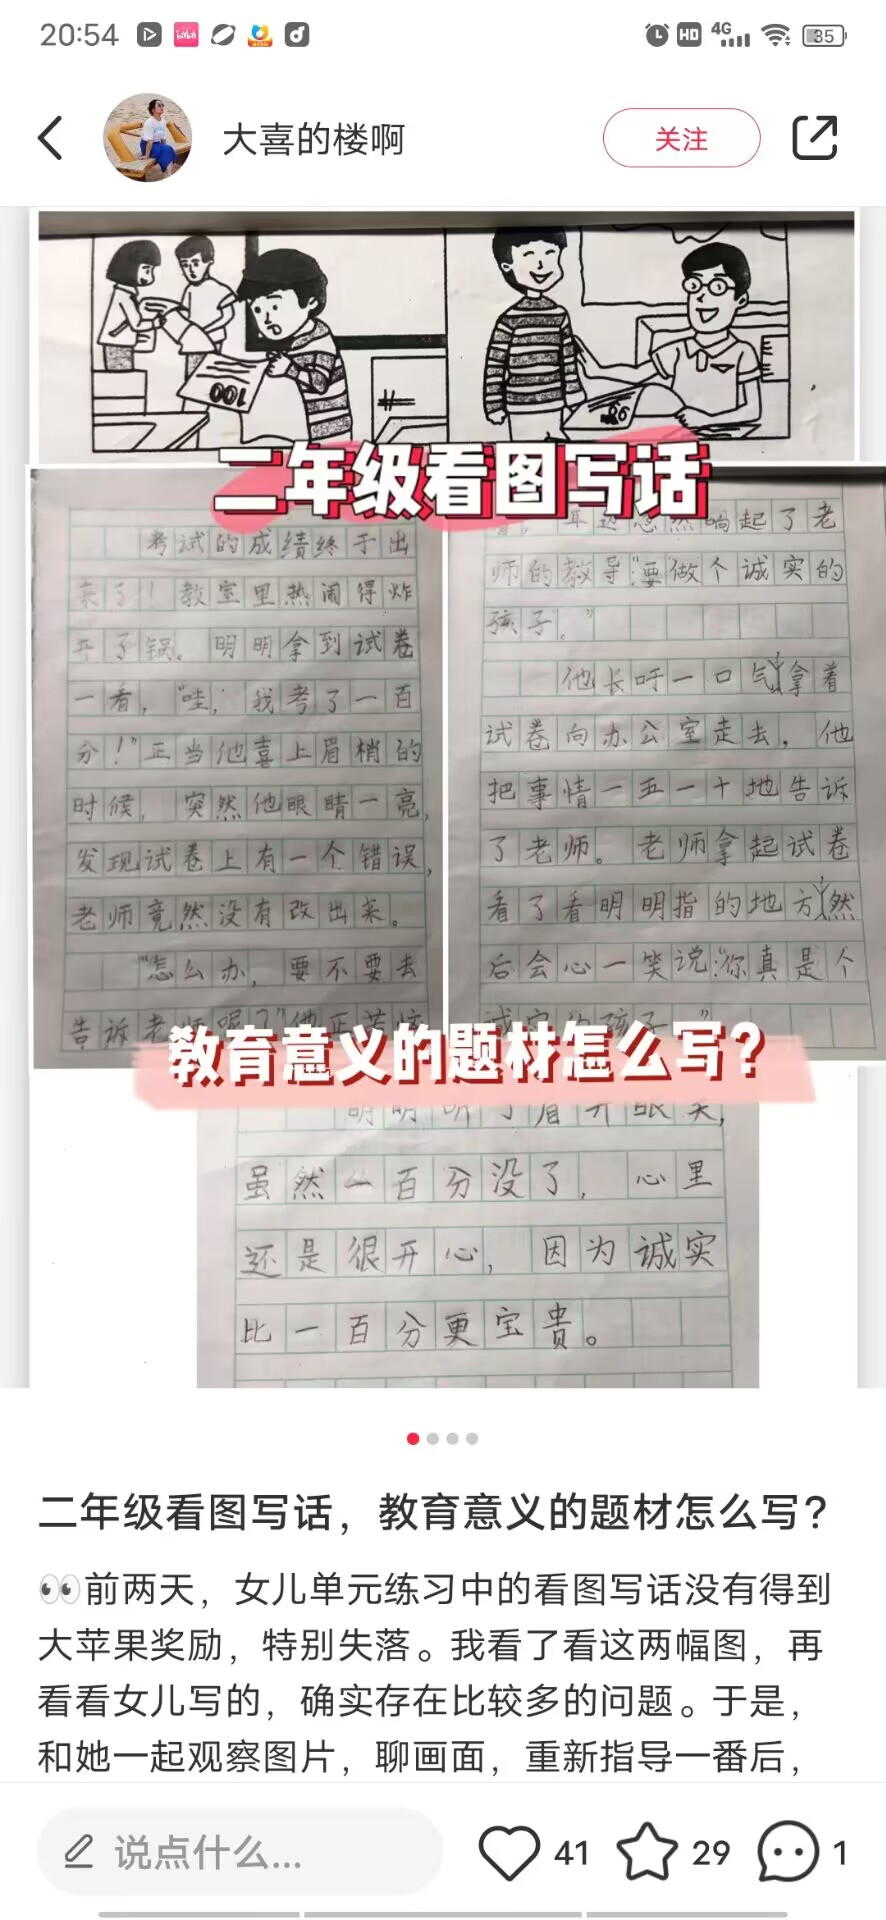 20:54
HD
4G
35
大喜的楼啊
关注
100
98
二年级看图写话
考试的成绩终于出
来了！教室里热闹得炸
开了锅。明明拿到试卷
一看，“哇，我考了一百
分！”正当他喜上眉梢的
时候，突然他眼睛一亮，
发现试卷上有一个错误，
老师竟然没有改出来。
“怎么办，要不要去
告诉老师呢？”他正苦恼
耳边忽然响起了老
师的教导：“要做个诚实的
孩子。”
他长吁一口气，拿着
试卷向办公室走去，他
把事情一五一十地告诉
了老师。老师拿起试卷
看了看明明指的地方，然
后会心一笑说：“你真是个
诚实的孩子。”
教育意义的题材怎么写？
明明听了眉开眼笑，
虽然一百分没了，心里
还是很开心，因为诚实
比一百分更宝贵。
二年级看图写话，教育意义的题材怎么写？
👀前两天，女儿单元练习中的看图写话没有得到
大苹果奖励，特别失落。我看了看这两幅图，再
看看女儿写的，确实存在比较多的问题。于是，
和她一起观察图片，聊画面，重新指导一番后，
说点什么...
41
29
1